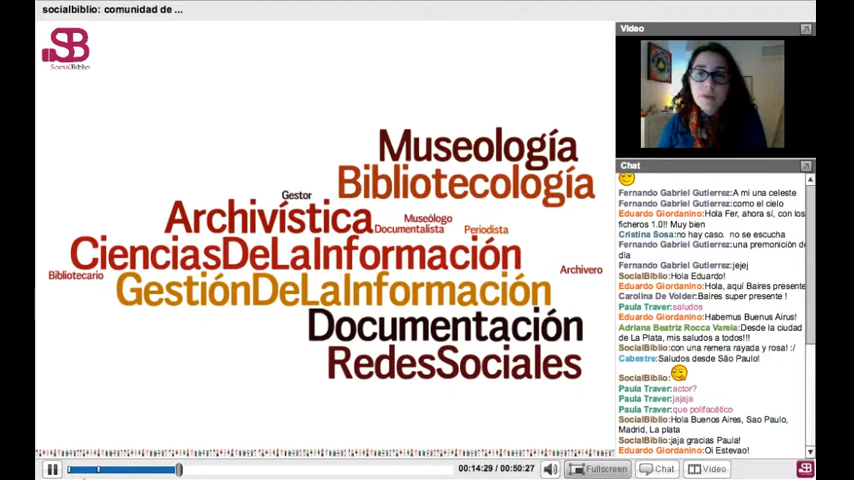 socialbiblio: comunidad de ...
SB
SocialBiblio
Museología
Bibliotecología
Gestor
Archivística
Museólogo
Documentalista
Periodista
CienciasDeLaInformación
Bibliotecario
Archivero
GestiónDeLaInformación
Documentación
RedesSociales
Video
Chat
Fernando Gabriel Gutierrez:A mi una celeste
Fernando Gabriel Gutierrez:como el cielo
Eduardo Giordanino:Hola Fer, ahora sí, con los
ficheros 1.0!! Muy bien
Cristina Sosa:no hay caso. no se escucha
Fernando Gabriel Gutierrez:una premonición de
día
Fernando Gabriel Gutierrez:jejej
SocialBiblio:Hola Eduardo!
Eduardo Giordanino:Hola, aquí Baires presente
Carolina De Volder:Baires super presente !
Paula Traver:saludos
Eduardo Giordanino:Habemus Buenus Airus!
Adriana Beatriz Rocca Varela:Desde la ciudad
de La Plata, mis saludos a todos!!!
SocialBiblio:con una remera rayada y rosa! :/
Cabestre:Saludos desde São Paulo!
SocialBiblio:
Paula Traver:actor?
Paula Traver:jajaja
Paula Traver:que polifacético
SocialBiblio:Hola Buenos Aires, Sao Paulo,
Madrid, La plata
SocialBiblio:jaja gracias Paula!
Eduardo Giordanino:Oi Estevao!
00:14:29 / 00:50:27
Fullscreen
Chat
Video
SB